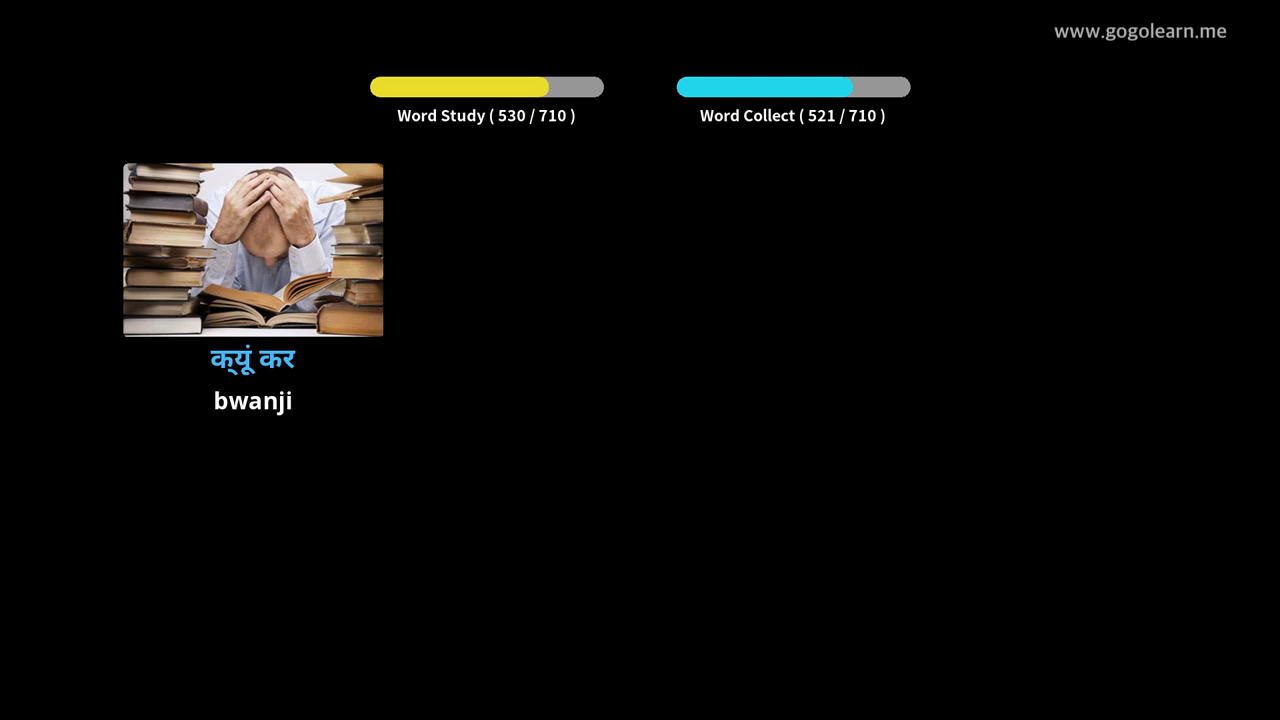 www.gogolearn.me
Word Study ( 530 / 710 )
Word Collect ( 521 / 710 )
क्यूं कर
bwanji